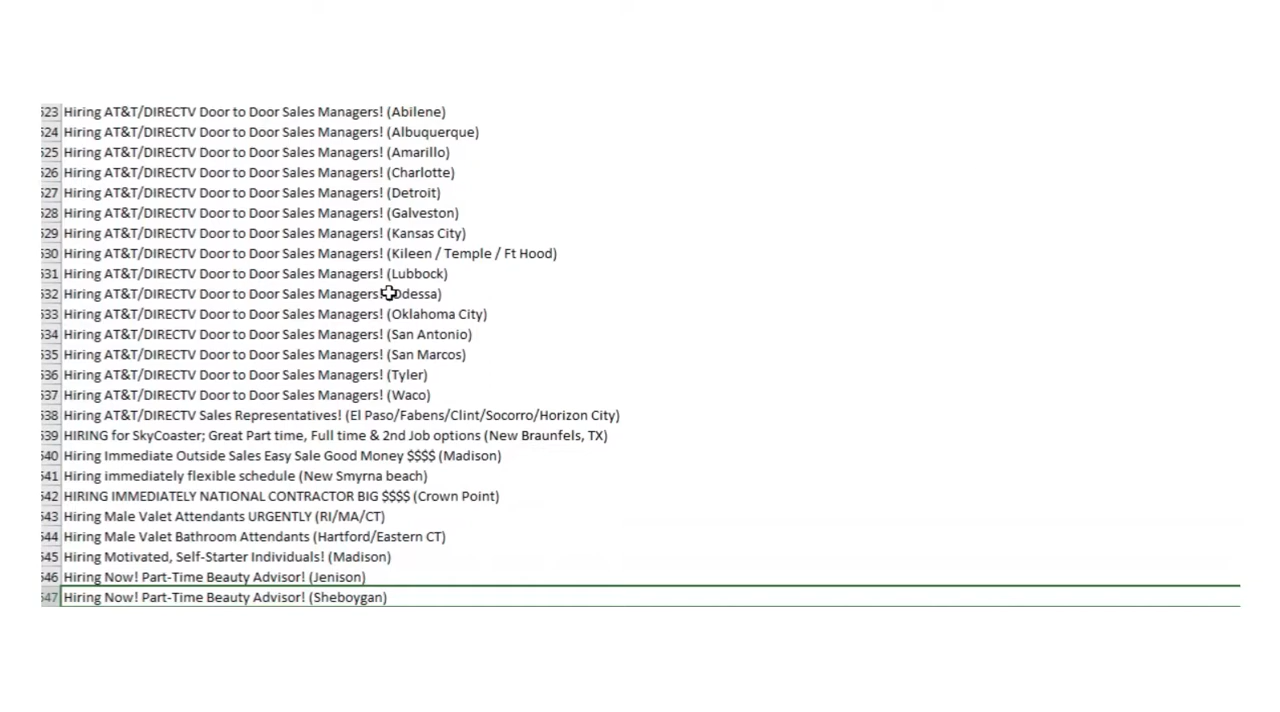 523 Hiring AT&T/DIRECTV Door to Door Sales Managers! (Abilene)
524 Hiring AT&T/DIRECTV Door to Door Sales Managers! (Albuquerque)
525 Hiring AT&T/DIRECTV Door to Door Sales Managers! (Amarillo)
526 Hiring AT&T/DIRECTV Door to Door Sales Managers! (Charlotte)
527 Hiring AT&T/DIRECTV Door to Door Sales Managers! (Detroit)
528 Hiring AT&T/DIRECTV Door to Door Sales Managers! (Galveston)
529 Hiring AT&T/DIRECTV Door to Door Sales Managers! (Kansas City)
530 Hiring AT&T/DIRECTV Door to Door Sales Managers! (Kileen / Temple / Ft Hood)
531 Hiring AT&T/DIRECTV Door to Door Sales Managers! (Lubbock)
532 Hiring AT&T/DIRECTV Door to Door Sales Managers! (Odessa)
533 Hiring AT&T/DIRECTV Door to Door Sales Managers! (Oklahoma City)
534 Hiring AT&T/DIRECTV Door to Door Sales Managers! (San Antonio)
535 Hiring AT&T/DIRECTV Door to Door Sales Managers! (San Marcos)
536 Hiring AT&T/DIRECTV Door to Door Sales Managers! (Tyler)
537 Hiring AT&T/DIRECTV Door to Door Sales Managers! (Waco)
538 Hiring AT&T/DIRECTV Sales Representatives! (El Paso/Fabens/Clint/Socorro/Horizon City)
539 HIRING for SkyCoaster; Great Part time, Full time & 2nd Job options (New Braunfels, TX)
540 Hiring Immediate Outside Sales Easy Sale Good Money $$$$ (Madison)
541 Hiring immediately flexible schedule (New Smyrna beach)
542 HIRING IMMEDIATELY NATIONAL CONTRACTOR BIG $$$$ (Crown Point)
543 Hiring Male Valet Attendants URGENTLY (RI/MA/CT)
544 Hiring Male Valet Bathroom Attendants (Hartford/Eastern CT)
545 Hiring Motivated, Self-Starter Individuals! (Madison)
546 Hiring Now! Part-Time Beauty Advisor! (Jenison)
547 Hiring Now! Part-Time Beauty Advisor! (Sheboygan)